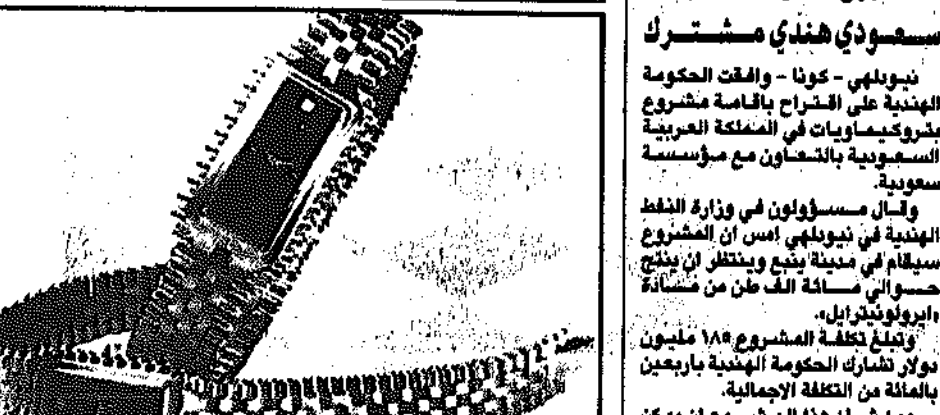 سعودي هندي مشترك
نيودلهي - كونا - وافقت الحكومة
الهندية على اقتراح باقامة مشروع
بتروكيماويات في المملكة العربية
السعودية بالتعاون مع مؤسسة
سعودية.
وقال مسؤولون في وزارة النفط
الهندية في نيودلهي امس ان المشروع
سيقام في مدينة ينبع وينتظر ان ينتج
حوالي مائة الف طن من مادة
وتبلغ تكلفة المشروع ١٨٥ مليون
دولار تشارك الحكومة الهندية باربعين
بالمائة من التكلفة الاجمالية.